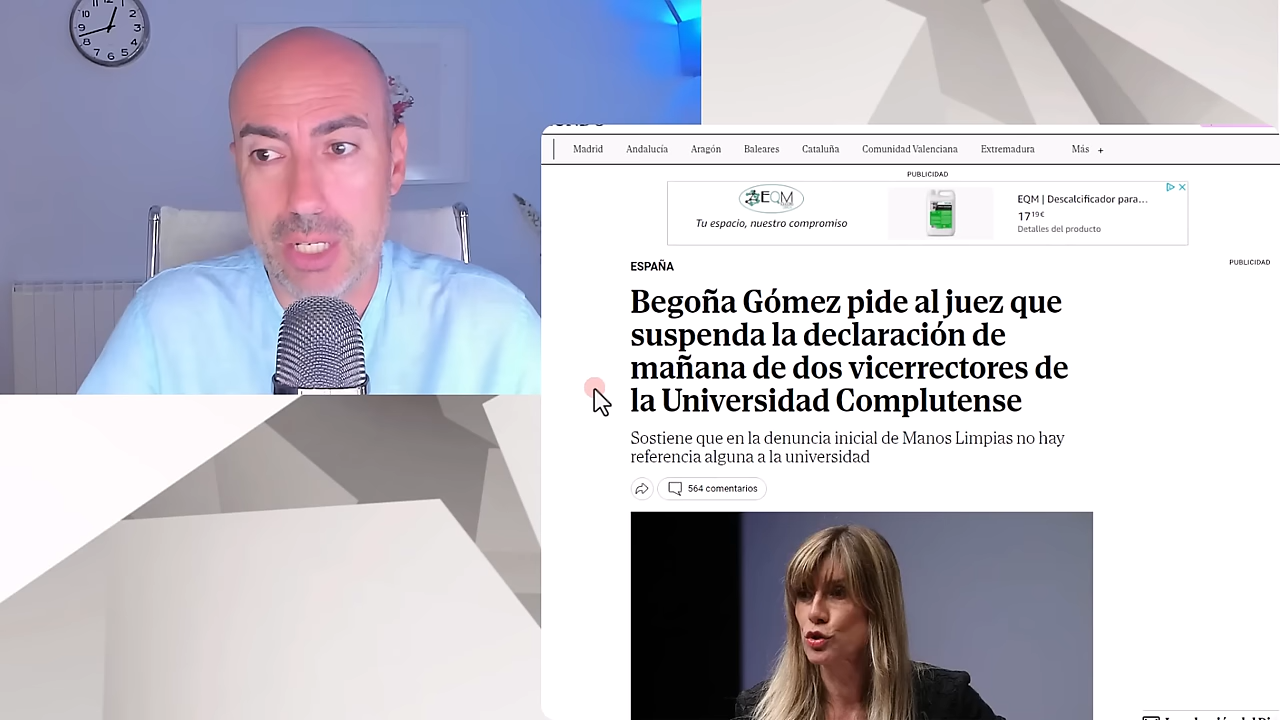 Madrid Andalucía Aragón Baleares Cataluña Comunidad Valenciana Extremadura Más +
PUBLICIDAD
EQM
Tu espacio, nuestro compromiso
EQM | Descalcificador para...
1719€
Detalles del producto
PUBLICIDAD
ESPAÑA
Begoña Gómez pide al juez que
suspenda la declaración de
mañana de dos vicerrectores de
la Universidad Complutense
Sostiene que en la denuncia inicial de Manos Limpias no hay
referencia alguna a la universidad
564 comentarios